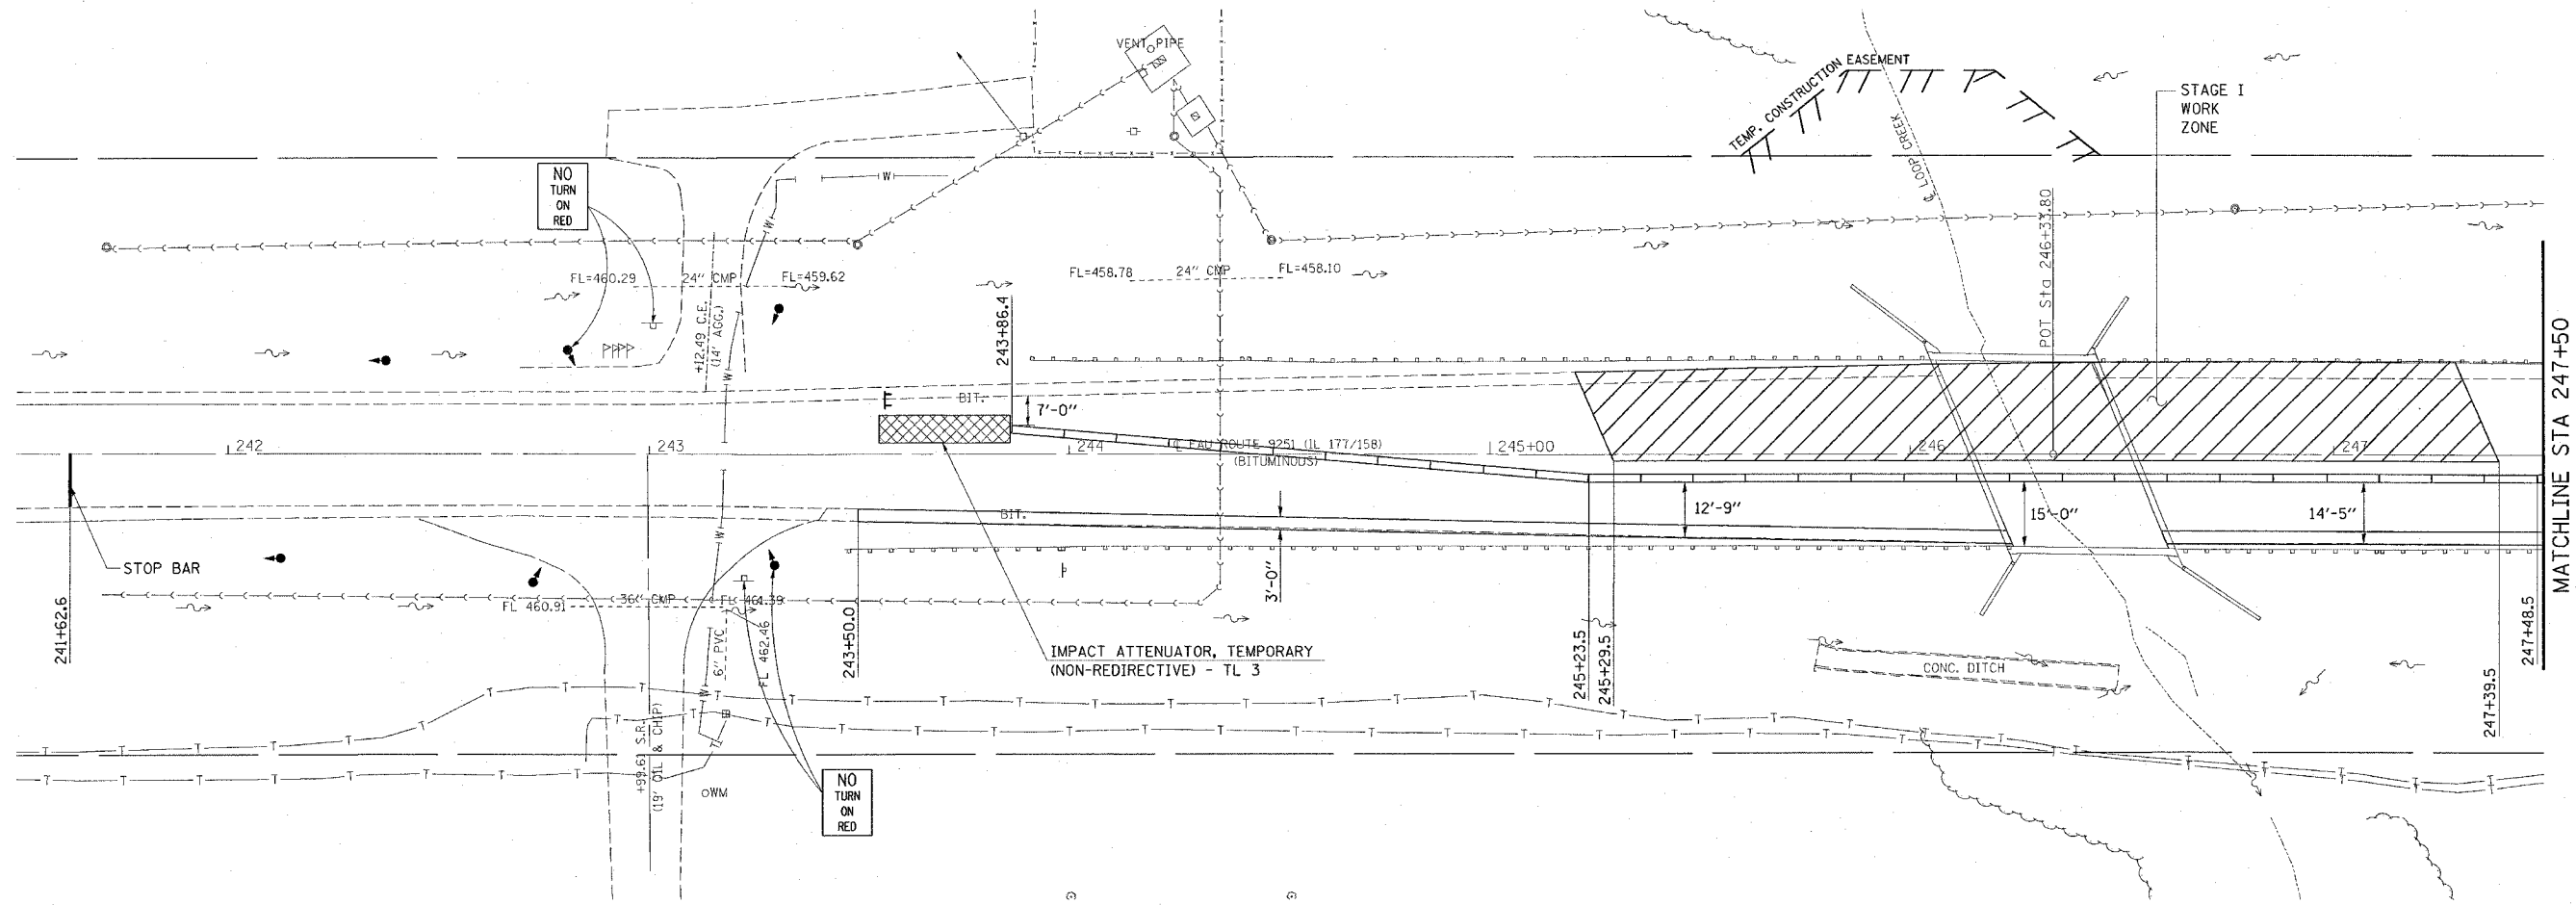 VENT PIPE
TEMP. CONSTRUCTION EASEMENT
STAGE I
WORK
ZONE
℄ LOOP CREEK
POT Sta 246+33.80
NO
TURN
ON
RED
FL=460.29
24" CMP
FL=459.62
FL=458.78
24" CMP
FL=458.10
+12.49 C.E.
(14' AGG.)
243+86.4
W
W
W
W
W
W
BIT.
7'-0"
242
243
244
℄ FAU ROUTE 9251 (IL 177/158)
(BITUMINOUS)
245+00
246
247
MATCHLINE STA 247+50
STOP BAR
241+62.6
BIT.
12'-9"
15'-0"
14'-5"
3'-0"
FL 460.91
36" CMP
FL 461.39
6" PVC
FL 462.46
243+50.0
IMPACT ATTENUATOR, TEMPORARY
(NON-REDIRECTIVE) - TL 3
245+23.5
245+29.5
CONC. DITCH
247+39.5
247+48.5
+99.61 S.R.
(19' OIL & CHIP)
WM
NO
TURN
ON
RED